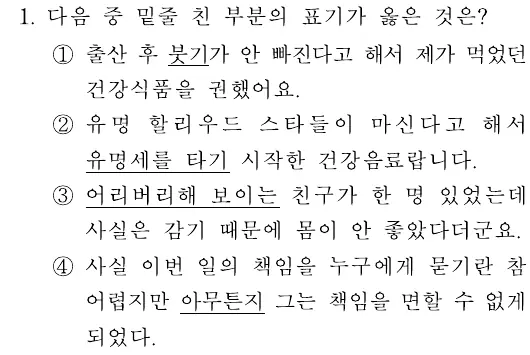 1. 다음 중 밑줄 친 부분의 표기가 옳은 것은?
① 출산 후 붓기가 안 빠진다고 해서 제가 먹었던
건강식품을 권했어요.
② 유명 할리우드 스타들이 마신다고 해서
유명세를 타기 시작한 건강음료랍니다.
③ 어리버리해 보이는 친구가 한 명 있었는데
사실은 감기 때문에 몸이 안 좋았다더군요.
④ 사실 이번 일의 책임을 누구에게 묻기란 참
어렵지만 아무튼지 그는 책임을 면할 수 없게
되었다.